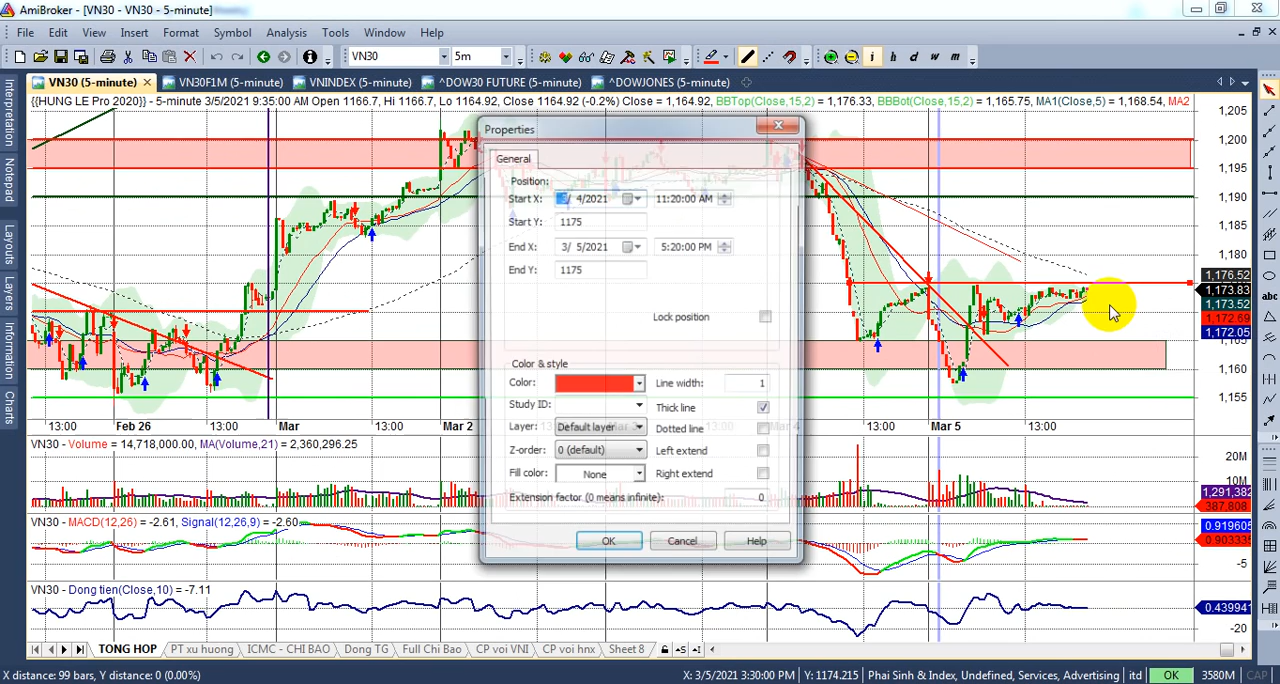 AmiBroker - [VN30 - VN30 - 5-minute]
File Edit View Insert Format Symbol Analysis Tools Window Help
VN30 5m i h d w m
VN30 (5-minute) VN30F1M (5-minute) VNINDEX (5-minute) ^DOW30 FUTURE (5-minute) ^DOWJONES (5-minute)
{{HUNG LE Pro 2020}} - 5-minute 3/5/2021 9:35:00 AM Open 1166.7, Hi 1166.7, Lo 1164.92, Close 1164.92 (-0.2%) Close = 1,164.92, BBTop(Close,15,2) = 1,176.33, BBBot(Close,15,2) = 1,165.75, MA1(Close,5) = 1,168.54, MA2
Interpretation
Notepad
Layouts
Layers
Information
Charts
Properties
General
Position:
Start X: 3/ 4/2021 11:20:00 AM
Start Y: 1175
End X: 3/ 5/2021 5:20:00 PM
End Y: 1175
Lock position
Color & style
Color: Line width: 1
Study ID: Thick line
Layer: Default layer Dotted line
Z-order: 0 (default) Left extend
Fill color: None Right extend
Extension factor (0 means infinite): 0
OK Cancel Help
1,205
1,200
1,195
1,190
1,185
1,180
1,176.52
1,173.83
1,173.52
1,172.69
1,172.05
1,165
1,160
1,155
abc
13:00 Feb 26 13:00 Mar 13:00 Mar 2 13:00 Mar 5 13:00
VN30 - Volume = 14,718,000.00, MA(Volume,21) = 2,360,296.25
20M
10M
1,291,382
387,808
VN30 - MACD(12,26) = -2.61, Signal(12,26,9) = -2.60
0.919605
0.903335
-5
VN30 - Dong tien(Close,10) = -7.11
0.439941
-20
TONG HOP PT xu huong ICMC - CHI BAO Dong TG Full Chi Bao CP voi VNI CP voi hnx Sheet 8
X distance: 99 bars, Y distance: 0 (0.00%) X: 3/5/2021 3:30:00 PM Y: 1174.215 Phai Sinh & Index, Undefined, Services, Advertising itd OK 3580M CAP